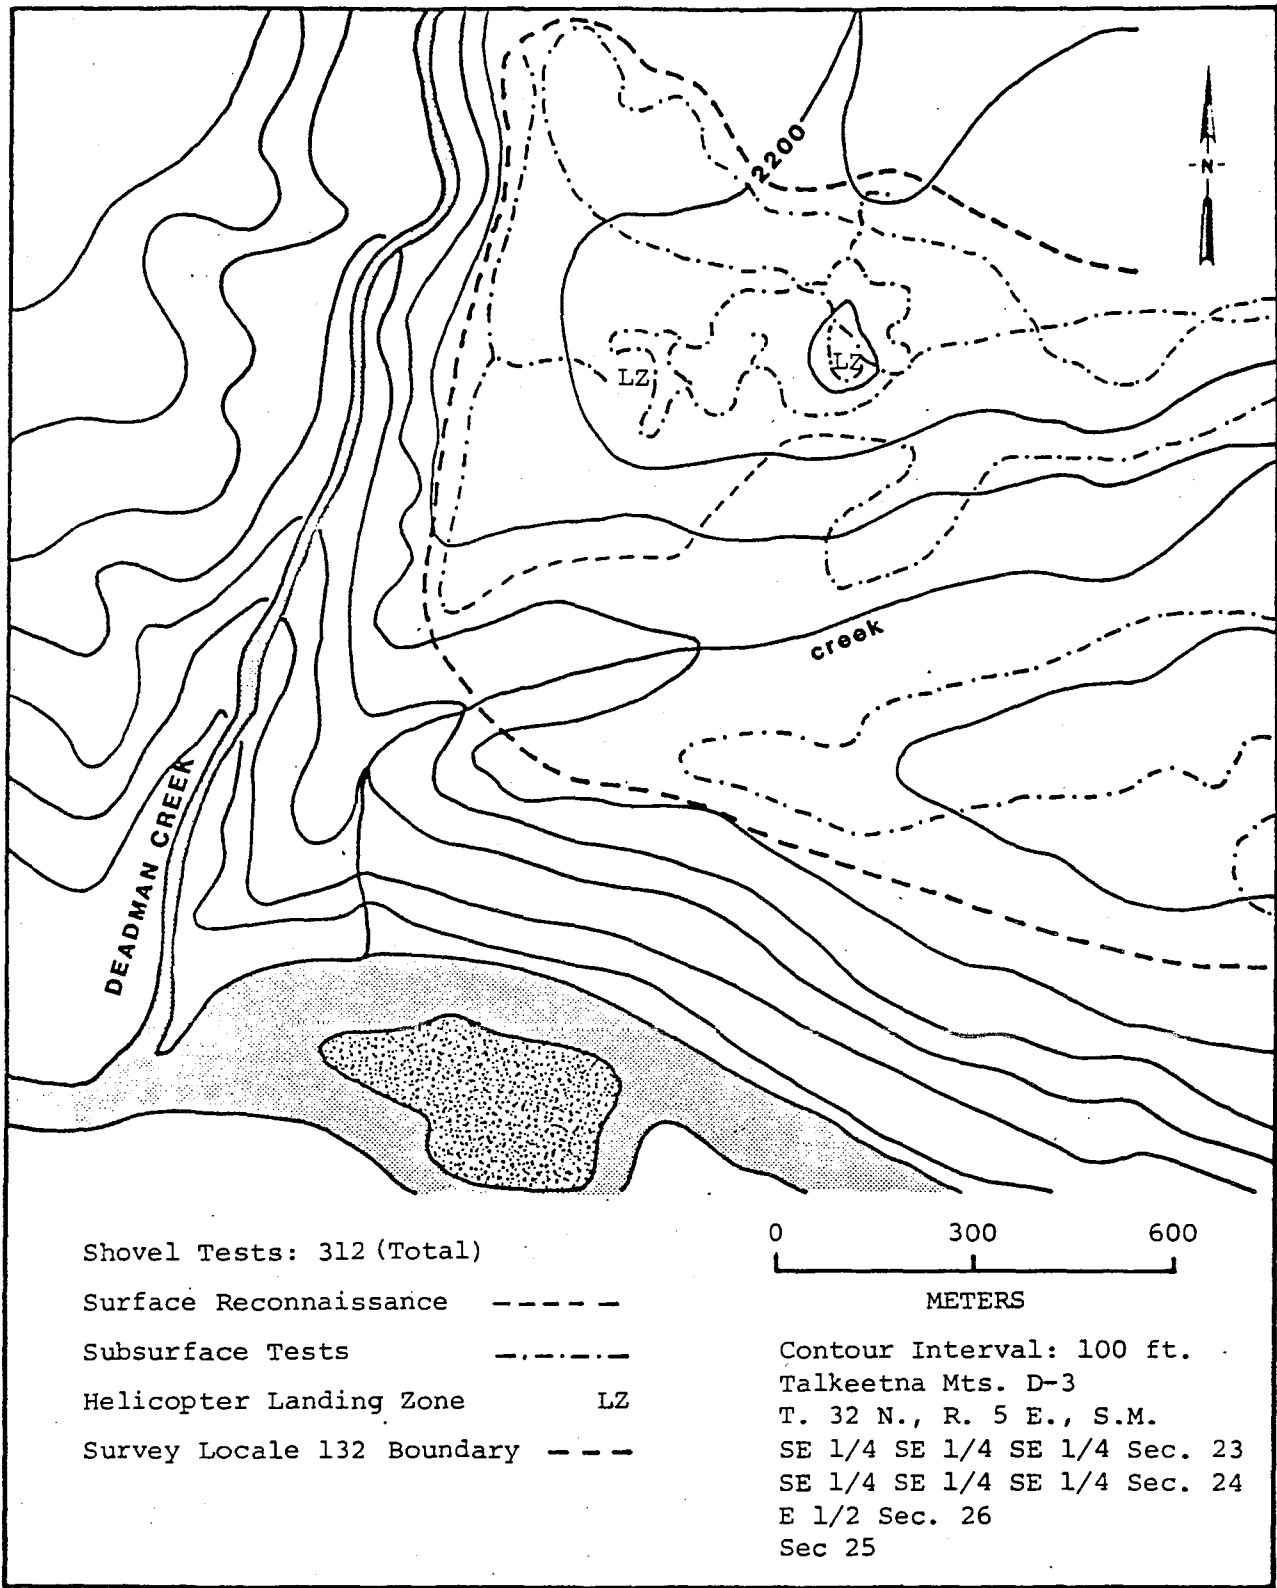 2200
-N-
LZ
LZ
creek
DEADMAN CREEK
0 300 600
METERS
Shovel Tests: 312 (Total)
Surface Reconnaissance
Subsurface Tests
Helicopter Landing Zone LZ
Survey Locale 132 Boundary
Contour Interval: 100 ft.
Talkeetna Mts. D-3
T. 32 N., R. 5 E., S.M.
SE 1/4 SE 1/4 SE 1/4 Sec. 23
SE 1/4 SE 1/4 SE 1/4 Sec. 24
E 1/2 Sec. 26
Sec 25